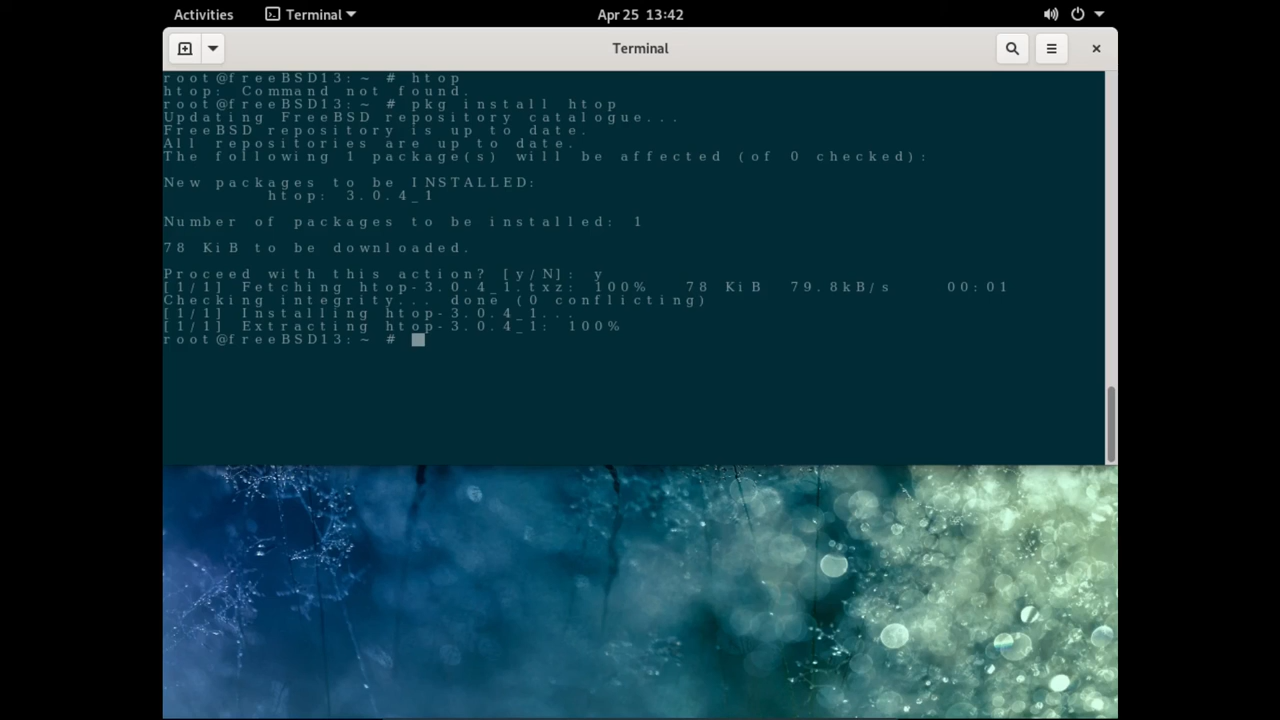 Activities Terminal Apr 25 13:42
Terminal
root@freeBSD13:~ # htop
htop: Command not found.
root@freeBSD13:~ # pkg install htop
Updating FreeBSD repository catalogue...
FreeBSD repository is up to date.
All repositories are up to date.
The following 1 package(s) will be affected (of 0 checked):
New packages to be INSTALLED:
htop: 3.0.4_1
Number of packages to be installed: 1
78 KiB to be downloaded.
Proceed with this action? [y/N]: y
[1/1] Fetching htop-3.0.4_1.txz: 100% 78 KiB 79.8kB/s 00:01
Checking integrity... done (0 conflicting)
[1/1] Installing htop-3.0.4_1...
[1/1] Extracting htop-3.0.4_1: 100%
root@freeBSD13:~ #